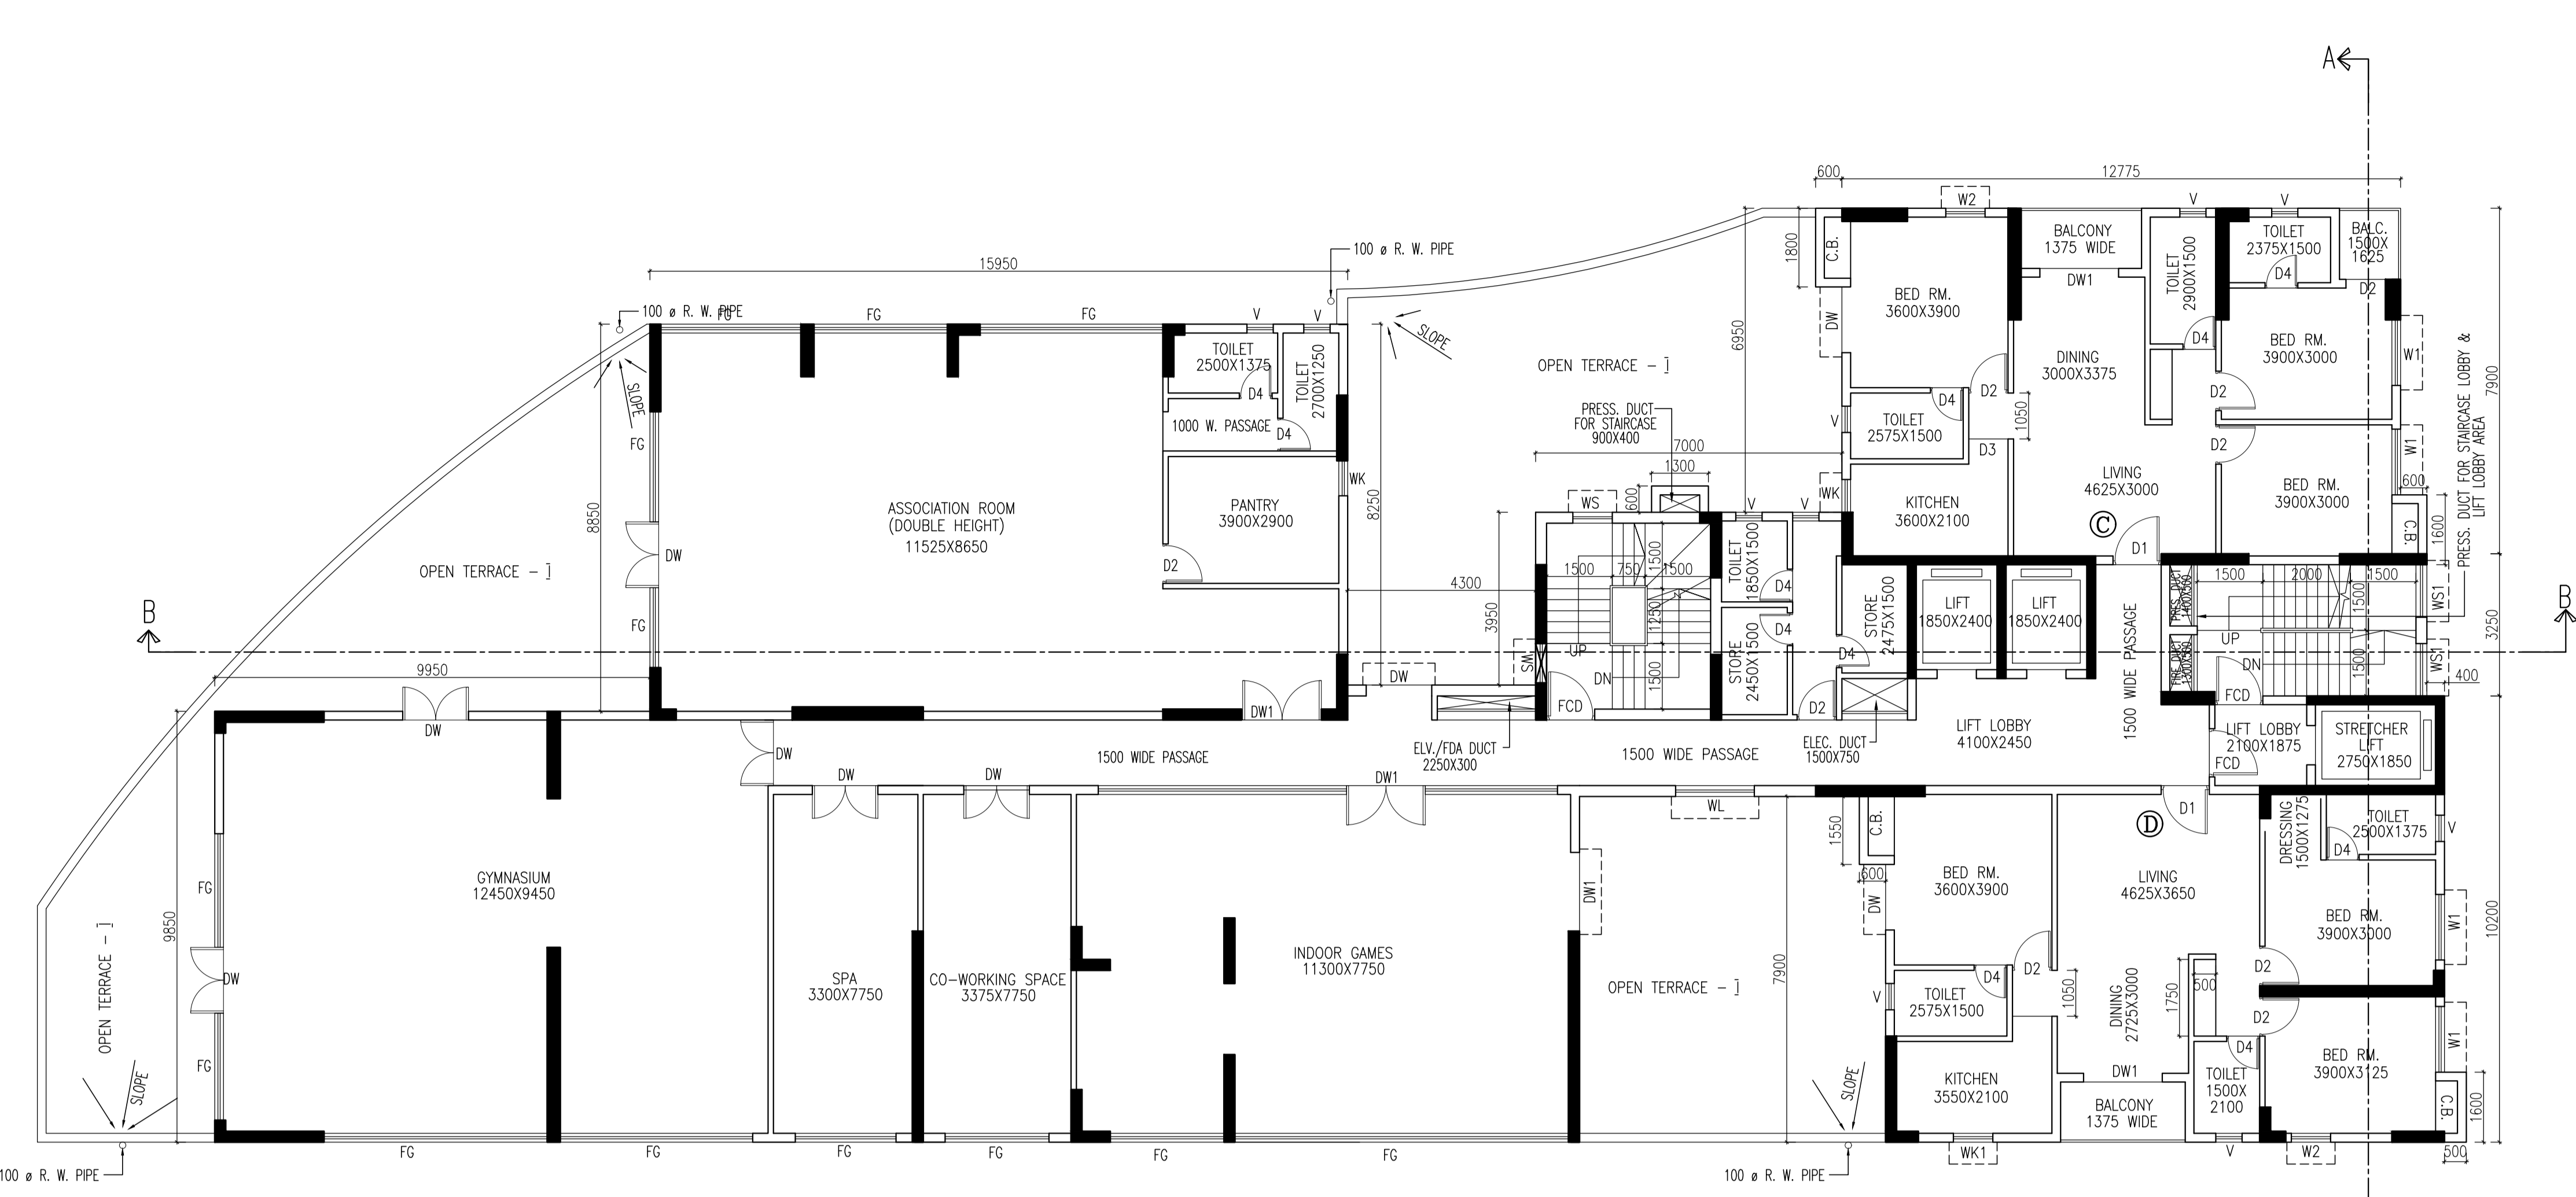 A
600
12775
W2
V
V
1800
C.B.
BALCONY
1375 WIDE
TOILET
2900X1500
TOILET
2375X1500
BALC.
1500X
1625
D4
D2
DW1
BED RM.
3600X3900
DW
15950
100 ø R. W. PIPE
100 ø R. W. PIPE
FG
FG
FG
V
V
SLOPE
6950
OPEN TERRACE - I
TOILET
2500X1375
TOILET
2700X1250
D4
1000 W. PASSAGE
D4
SLOPE
FG
DINING
3000X3375
D4
BED RM.
3900X3000
W1
PRESS. DUCT FOR STAIRCASE LOBBY &
LIFT LOBBY AREA
7900
D2
D2
D4
1050
V
TOILET
2575X1500
D3
D2
W1
PRESS. DUCT
FOR STAIRCASE
900X400
7000
1300
600
WS
V
V
WK
KITCHEN
3600X2100
LIVING
4625X3000
C
D1
BED RM.
3900X3000
600
1600
C.B.
8850
8250
WK
PANTRY
3900X2900
D2
ASSOCIATION ROOM
(DOUBLE HEIGHT)
11525X8650
DW
FG
OPEN TERRACE - I
4300
3950
1500
750
1500
1500
1250
1500
UP
DN
WS
FCD
TOILET
1850X1500
D4
D4
STORE
2450X1500
STORE
2475X1500
D4
D2
LIFT
1850X2400
LIFT
1850X2400
1500 WIDE PASSAGE
PRES. DUCT
1400X500
FIRE DUCT
1300X500
1500
2000
1500
1500
1500
UP
DN
FCD
WS1
WS1
3250
400
B
B
9950
DW
DW
DW1
DW
1500 WIDE PASSAGE
ELV./FDA DUCT
2250X300
1500 WIDE PASSAGE
ELEC. DUCT
1500X750
LIFT LOBBY
4100X2450
LIFT LOBBY
2100X1875
FCD
STRETCHER
LIFT
2750X1850
DW
DW
DW1
WL
1550
C.B.
600
DW
DW1
D1
D
DRESSING
1500X1275
TOILET
2500X1375
D4
V
GYMNASIUM
12450X9450
FG
9850
DW
FG
OPEN TERRACE - I
SLOPE
SPA
3300X7750
CO-WORKING SPACE
3375X7750
INDOOR GAMES
11300X7750
OPEN TERRACE - I
7900
SLOPE
BED RM.
3600X3900
LIVING
4625X3650
BED RM.
3900X3000
W1
10200
D2
D4
D2
1050
V
TOILET
2575X1500
DINING
2725X3000
1750
500
D2
W1
KITCHEN
3550X2100
DW1
D4
TOILET
1500X
2100
BED RM.
3900X3125
C.B.
1600
BALCONY
1375 WIDE
FG
FG
FG
FG
FG
FG
WK1
V
W2
500
100 ø R. W. PIPE
100 ø R. W. PIPE